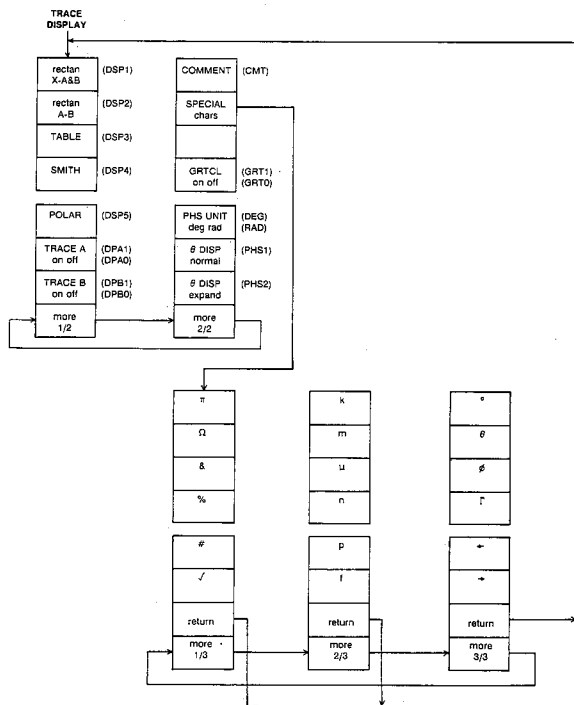 TRACE
DISPLAY
rectan
X-A&B
(DSP1)
rectan
A-B
(DSP2)
TABLE
(DSP3)
SMITH
(DSP4)
POLAR
(DSP5)
TRACE A
on off
(DPA1)
(DPA0)
TRACE B
on off
(DPB1)
(DPB0)
more
1/2
COMMENT
(CMT)
SPECIAL
chars
GRTCL
on off
(GRT1)
(GRT0)
PHS UNIT
deg rad
(DEG)
(RAD)
θ DISP
normal
(PHS1)
θ DISP
expand
(PHS2)
more
2/2
π
Ω
&
%
#
√
return
more
1/3
k
m
μ
n
p
f
return
more
2/3
°
θ
ø
Γ
←
→
return
more
3/3